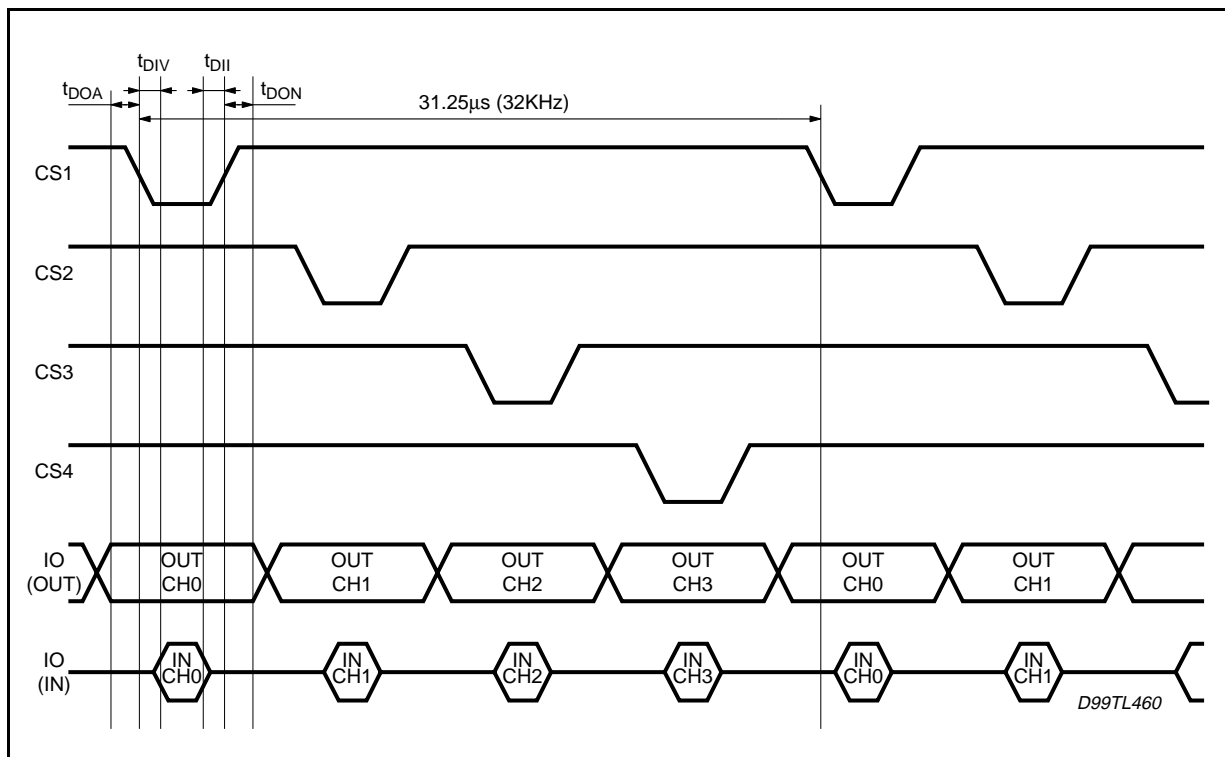 tDIV
tDII
tDOA
tDON
31.25µs (32KHz)
CS1
CS2
CS3
CS4
IO
(OUT)
OUT
CH0
OUT
CH1
OUT
CH2
OUT
CH3
OUT
CH0
OUT
CH1
IO
(IN)
IN
CH0
IN
CH1
IN
CH2
IN
CH3
IN
CH0
IN
CH1
D99TL460